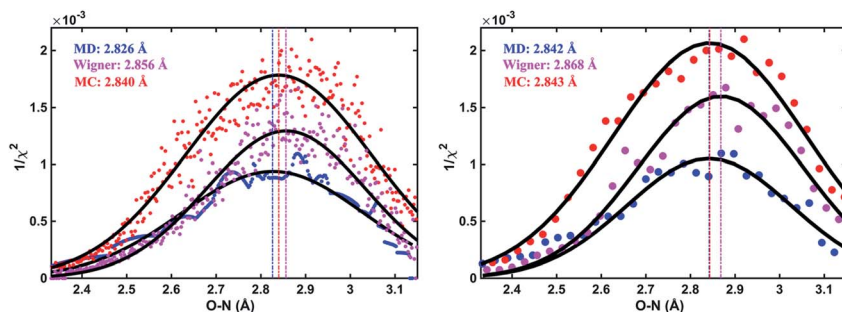 ×10⁻³
MD: 2.826 Å
Wigner: 2.856 Å
MC: 2.840 Å
2
1.5
1
0.5
0
1/χ²
2.4 2.5 2.6 2.7 2.8 2.9 3 3.1
O-N (Å)
×10⁻³
MD: 2.842 Å
Wigner: 2.868 Å
MC: 2.843 Å
2
1.5
1
0.5
0
1/χ²
2.4 2.5 2.6 2.7 2.8 2.9 3 3.1
O-N (Å)